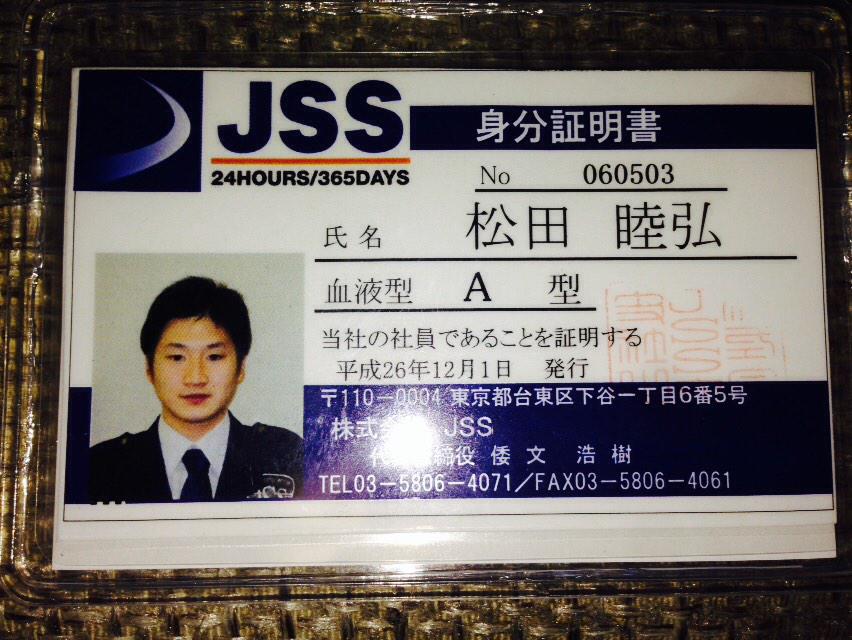 JSS
24HOURS/365DAYS
身分証明書
No 060503
氏名 松田 睦弘
血液型 A 型
当社の社員であることを証明する
平成26年12月1日 発行
〒110-0004 東京都台東区下谷一丁目6番5号
株式 JSS
代 締役 倭文 浩樹
TEL03-5806-4071/FAX03-5806-4061